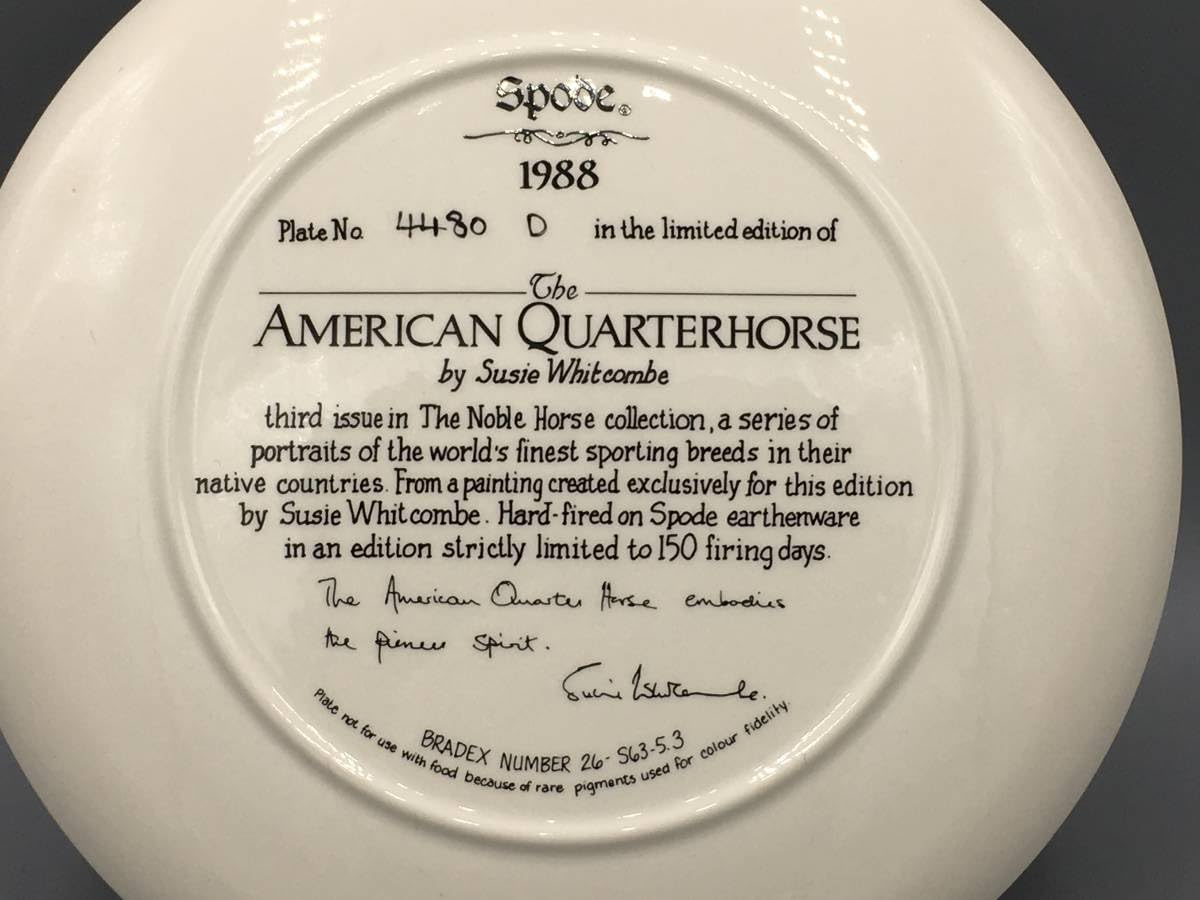 Spode®
1988
Plate No. 4480 D in the limited edition of
The
AMERICAN QUARTERHORSE
by Susie Whitcombe
third issue in The Noble Horse collection, a series of
portraits of the world's finest sporting breeds in their
native countries. From a painting created exclusively for this edition
by Susie Whitcombe. Hard-fired on Spode earthenware
in an edition strictly limited to 150 firing days.
The American Quarter Horse embodies
the pioneer spirit.
Susie Whitcombe.
BRADEX NUMBER 26-S63-5.3
Plate not for use with food because of rare pigments used for colour fidelity.